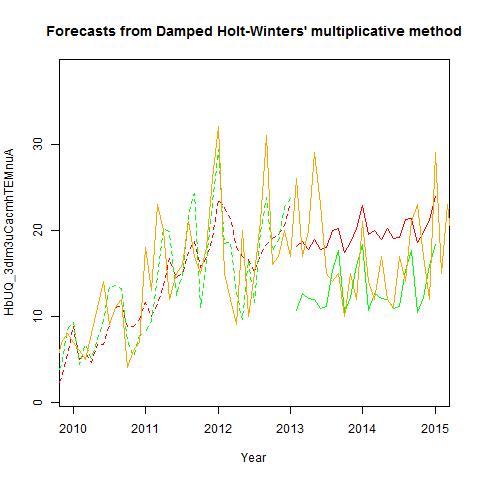 Forecasts from Damped Holt-Winters' multiplicative method
HbUQ_3dIm3uCacmhTEMnuA
30
20
10
0
2010 2011 2012 2013 2014 2015
Year